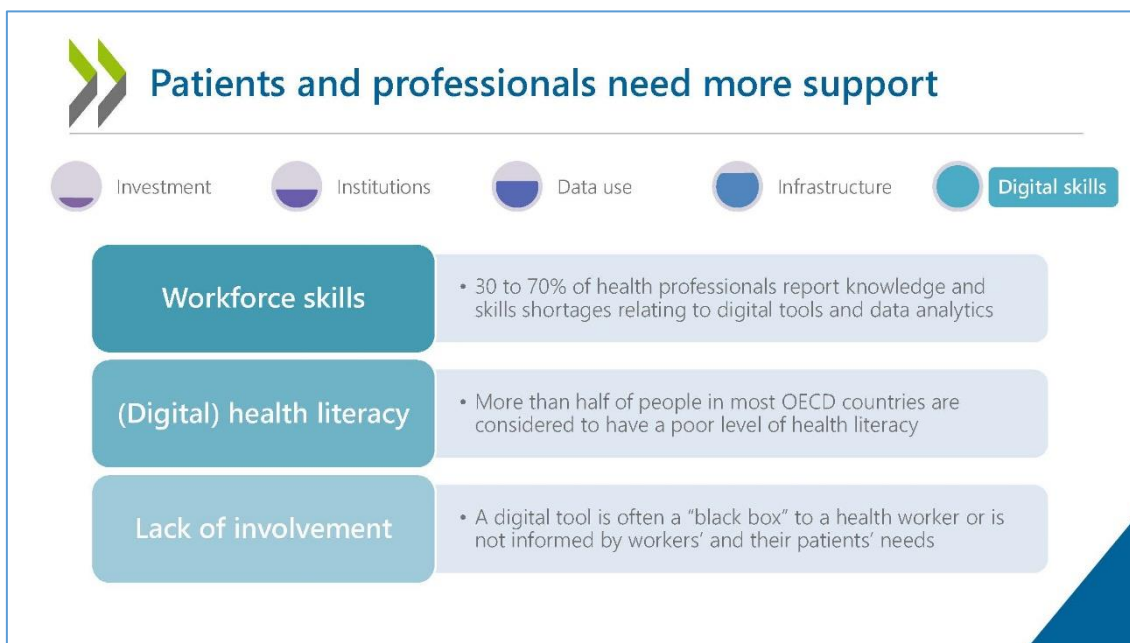 Patients and professionals need more support
Investment
Institutions
Data use
Infrastructure
Digital skills
Workforce skills
• 30 to 70% of health professionals report knowledge and
skills shortages relating to digital tools and data analytics
(Digital) health literacy
• More than half of people in most OECD countries are
considered to have a poor level of health literacy
Lack of involvement
• A digital tool is often a “black box” to a health worker or is
not informed by workers’ and their patients’ needs